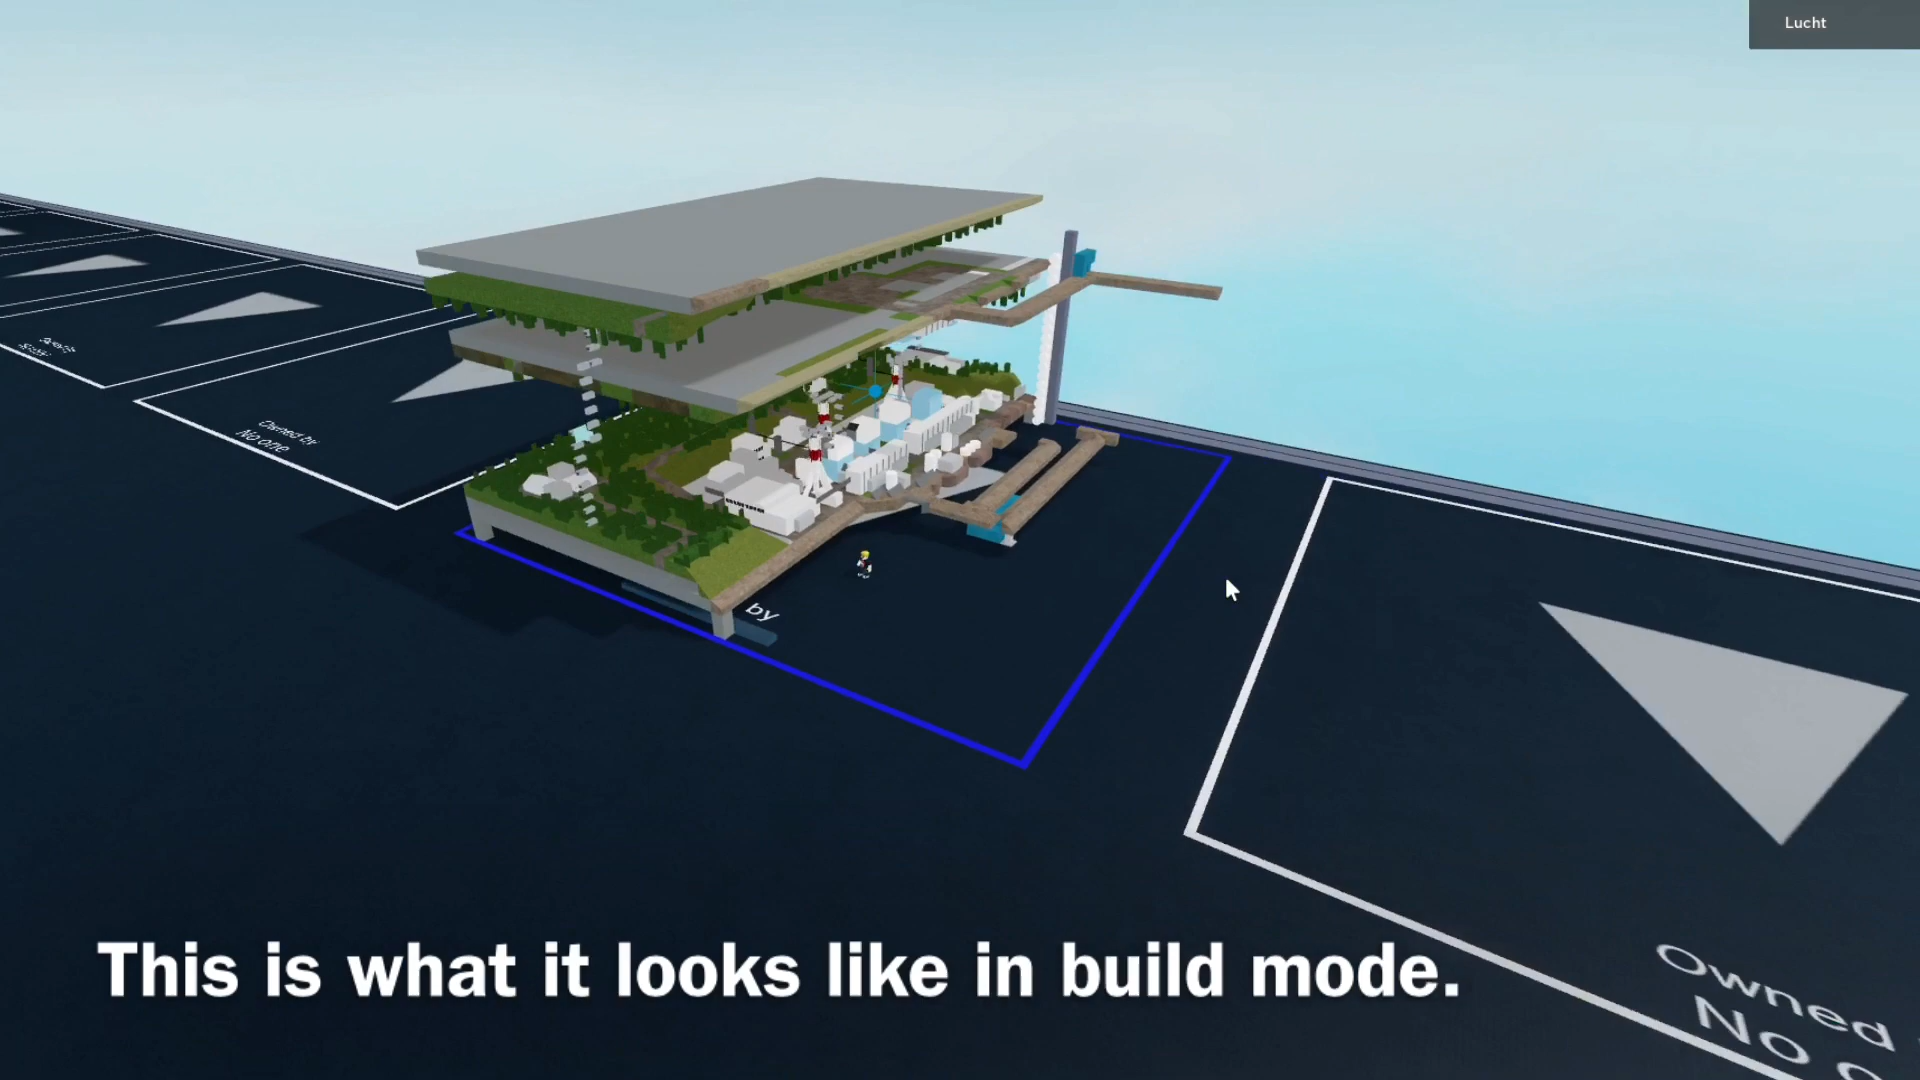 Lucht
Owned by
No one
by
Owned
No
This is what it looks like in build mode.